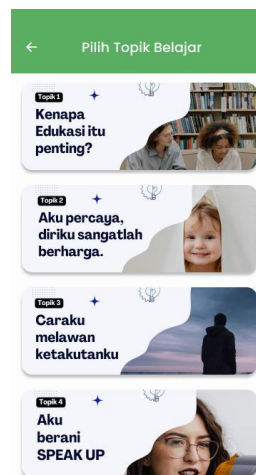 Pilih Topik Belajar
Topik 1
Kenapa
Edukasi itu
penting?
Topik 2
Aku percaya,
diriku sangatlah
berharga.
Topik 3
Caraku
melawan
ketakutanku
Topik 4
Aku
berani
SPEAK UP